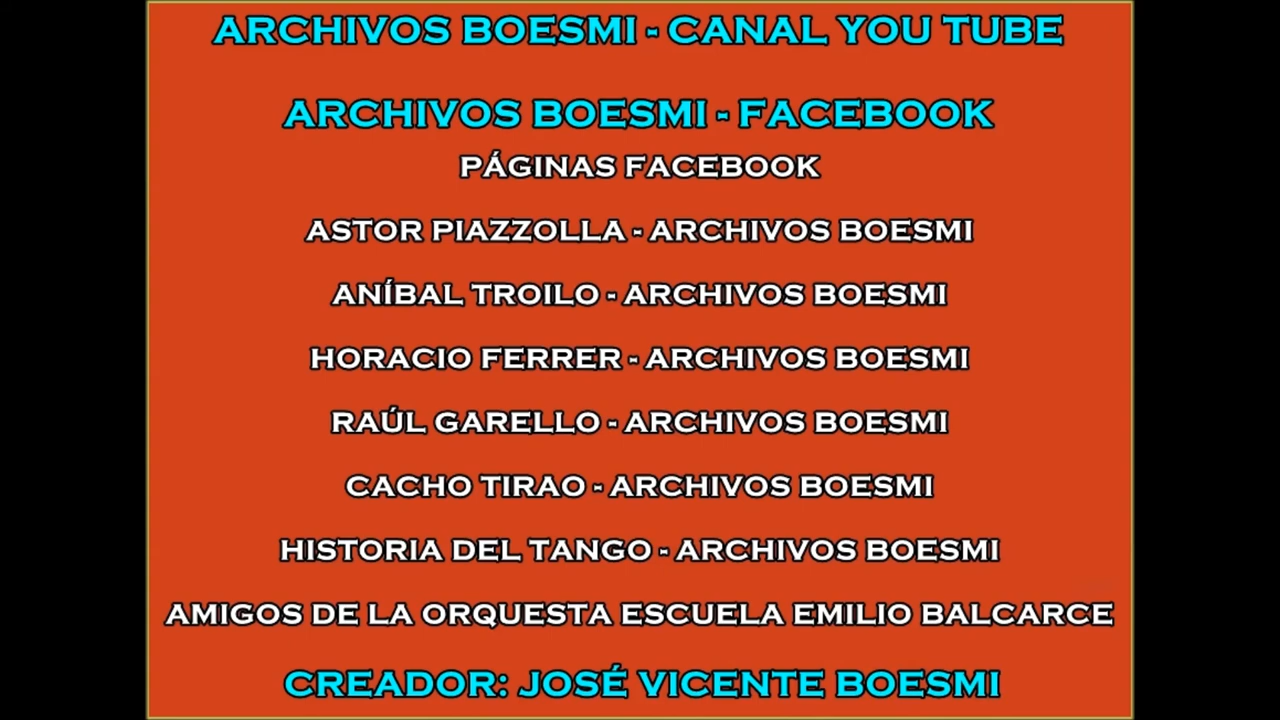 ARCHIVOS BOESMI - CANAL YOU TUBE
ARCHIVOS BOESMI - FACEBOOK
PÁGINAS FACEBOOK
ASTOR PIAZZOLLA - ARCHIVOS BOESMI
ANÍBAL TROILO - ARCHIVOS BOESMI
HORACIO FERRER - ARCHIVOS BOESMI
RAÚL GARELLO - ARCHIVOS BOESMI
CACHO TIRAO - ARCHIVOS BOESMI
HISTORIA DEL TANGO - ARCHIVOS BOESMI
AMIGOS DE LA ORQUESTA ESCUELA EMILIO BALCARCE
CREADOR: JOSÉ VICENTE BOESMI